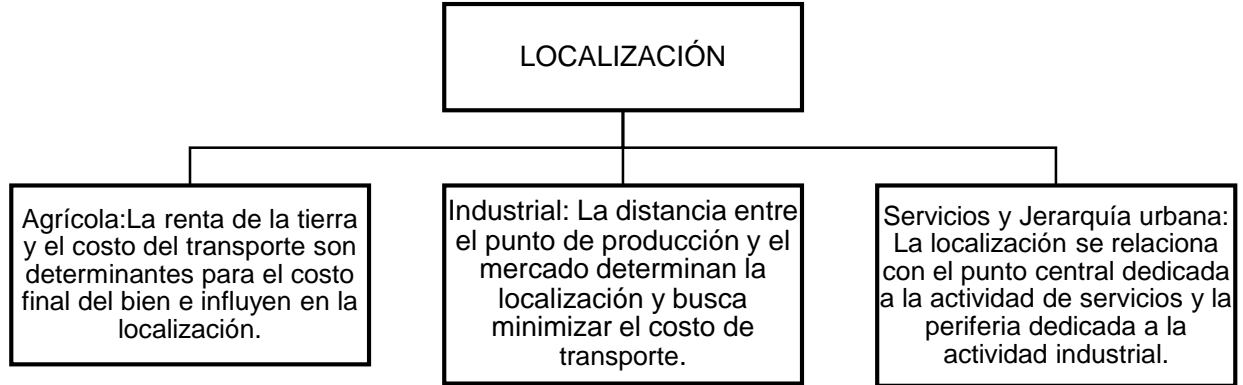 LOCALIZACIÓN
Agrícola:La renta de la tierra
y el costo del transporte son
determinantes para el costo
final del bien e influyen en la
localización.
Industrial: La distancia entre
el punto de producción y el
mercado determinan la
localización y busca
minimizar el costo de
transporte.
Servicios y Jerarquía urbana:
La localización se relaciona
con el punto central dedicada
a la actividad de servicios y la
periferia dedicada a la
actividad industrial.